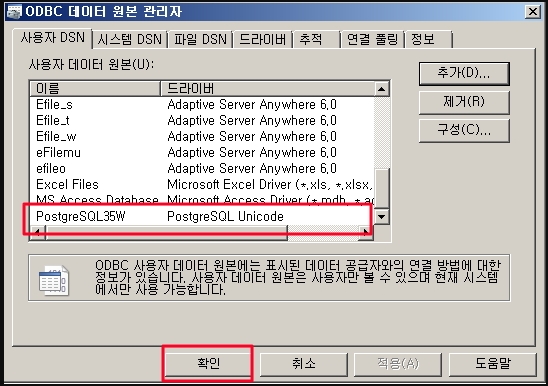 ODBC 데이터 원본 관리자
사용자 DSN 시스템 DSN 파일 DSN 드라이버 추적 연결 풀링 정보
사용자 데이터 원본(U):
이름 드라이버
Efile_s Adaptive Server Anywhere 6,0
Efile_t Adaptive Server Anywhere 6,0
Efile_w Adaptive Server Anywhere 6,0
eFilemu Adaptive Server Anywhere 6,0
efileo Adaptive Server Anywhere 6,0
Excel Files Microsoft Excel Driver (*,xls, *,xlsx,
MS Access Database Microsoft Access Driver (*,mdb, *,ac
PostgreSQL35W PostgreSQL Unicode
추가(D)...
제거(R)
구성(C)...
ODBC 사용자 데이터 원본에는 표시된 데이터 공급자와의 연결 방법에 대한
정보가 있습니다. 사용자 데이터 원본은 사용자만 볼 수 있으며 현재 시스템
에서만 사용 가능합니다.
확인 취소 적용(A) 도움말